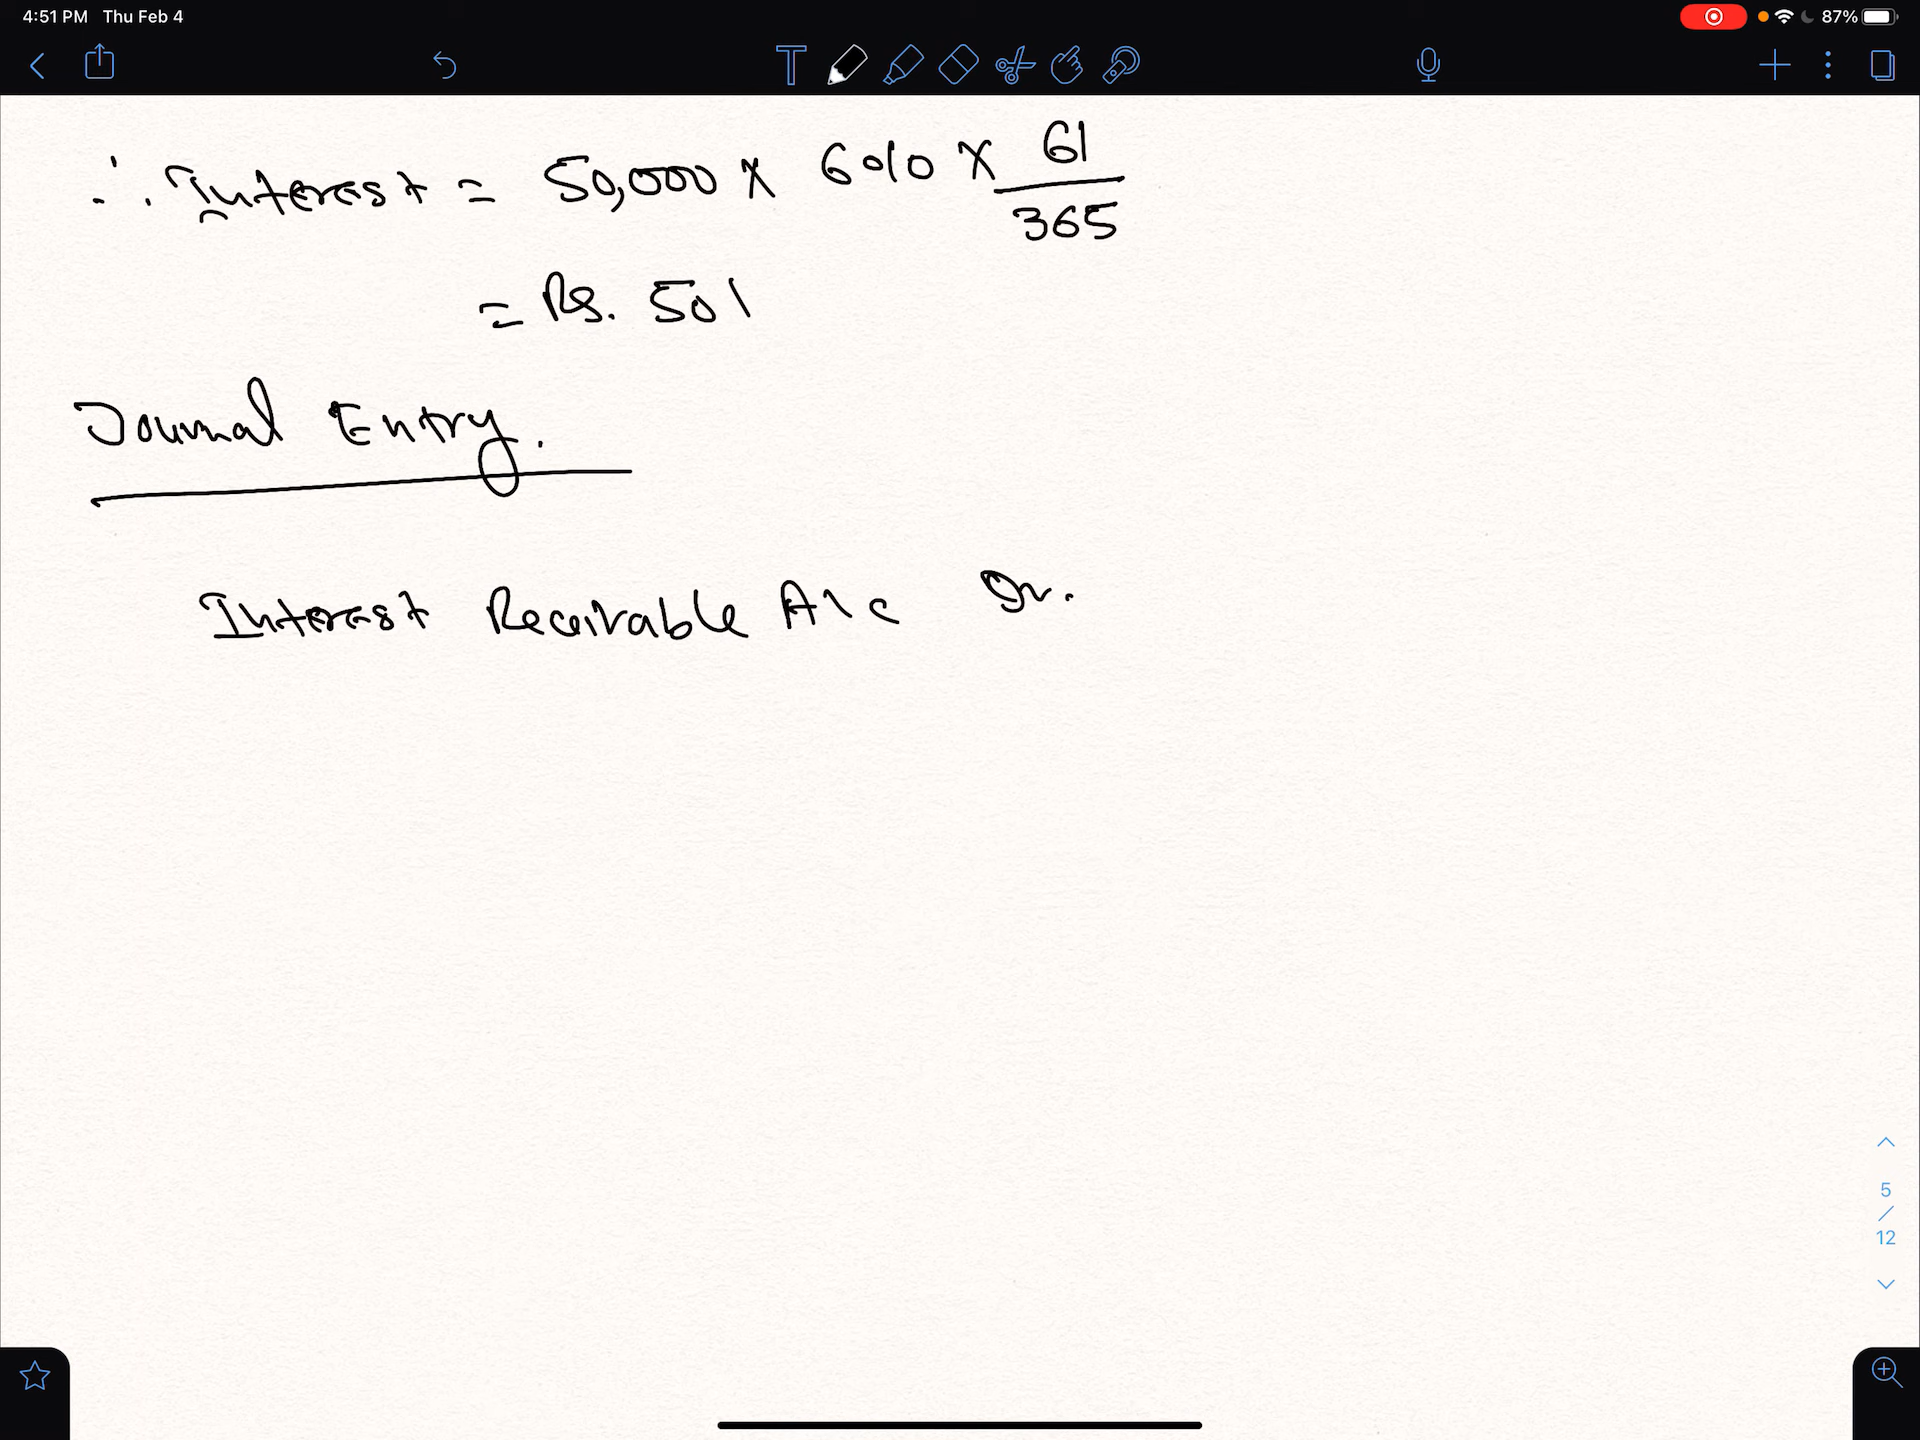 4:51 PM Thu Feb 4
87%
∴ Interest = 50,000 × 6% × 61/365
= Rs. 501
Journal Entry.
Interest Receivable A/c Dr.
5
/
12